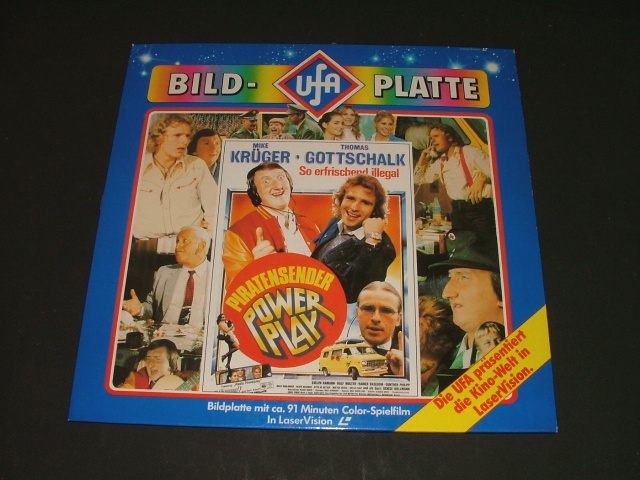 BILD- UFA PLATTE
MIKE THOMAS
KRÜGER · GOTTSCHALK
So erfrischend illegal
PIRATENSENDER
POWER
PLAY
Die UFA präsentiert
die Kino-Welt in
LaserVision.
Bildplatte mit ca. 91 Minuten Color-Spielfilm
In LaserVision